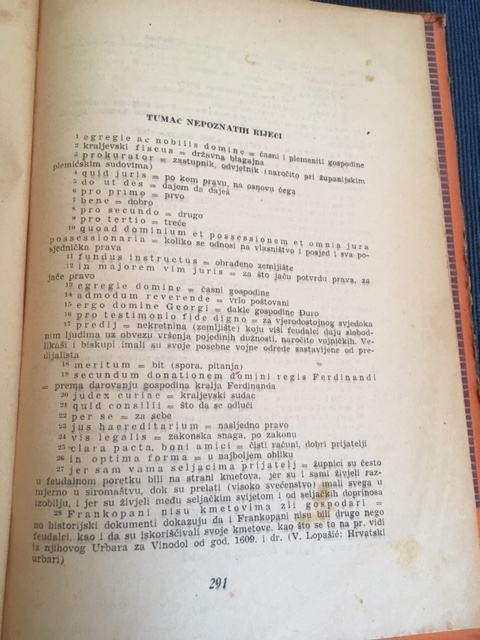 TUMAČ NEPOZNATIH RIJEČI
1 egregie ac nobilis domine = časni i plemeniti gospodine
2 kraljevski fiscus = državna blagajna
3 prokurator = zastupnik, odvjetnik (naročito pri županijskim
plemićskim sudovima)
4 quid juris = po kom pravu, na osnovu čega
5 do ut des = dajem da daješ
6 pro primo = prvo
7 bene = dobro
8 pro secundo = drugo
9 pro tertio = treće
10 quoad dominium et possessionem et omnia jura
possessionaria = koliko se odnosi na vlasništvo i posjed i sva po-
sjednička prava
11 fundus instructus = obrađeno zemljište
12 in majorem vim juris = za što jaču potvrdu prava, za
jače pravo
13 egregie domine = časni gospodine
14 admodum reverende = vrlo poštovani
15 ergo domine Georgi = dakle gospodine Đuro
16 pro testimonio fide digno = za vjerodostojnog svjedoka
17 predij = nekretnina (zemljište) koju viši feudalci daju slobod-
nim ljudima uz obvezu vršenja pojedinih dužnosti, naročito vojničkih. Ve-
likaši i biskupi imali su svoje posebne vojne odrede sastavljene od pre-
dijalista
18 meritum = bit (spora, pitanja)
19 secundum donationem domini regis Ferdinandi
= prema darovanju gospodina kralja Ferdinanda
20 judex curiae = kraljevski sudac
21 quid consilii = što da se odluči
22 per se = za sebe
23 jus haereditarium = nasljedno pravo
24 vis legalis = zakonska snaga, po zakonu
25 clara pacta, boni amici = čisti računi, dobri prijatelji
26 in optima forma = u najboljem obliku
27 jer sam vama seljacima prijatelj = župnici su često
u feudalnom poretku bili na strani kmetova, jer su i sami živjeli raz-
mjerno u siromaštvu, dok su prelati (visoko svećenstvo) imali svega u
izobilju, i jer su živjeli među seljačkim svijetom i od seljačkih doprinosa
28 Frankopani nisu kmetovima zli gospodari =
no historijski dokumenti dokazuju da i Frankopani nisu bili drugo nego
feudalci, kao i da su iskorišćivali svoje kmetove, kao što se to na pr. vidi
iz njihovog Urbara za Vinodol od god. 1609. i dr. (V. Lopašić: Hrvatski
urbari)
291